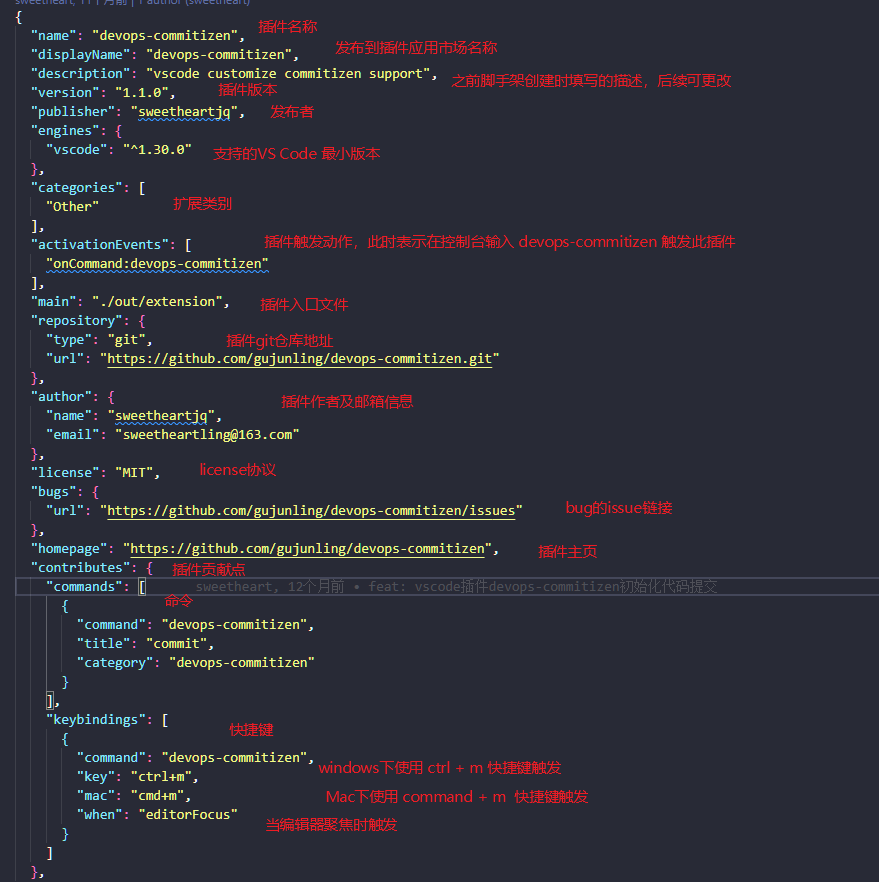 sweetheart, 11个月前 | 1 author (sweetheart)
{
"name": "devops-commitizen", 插件名称
"displayName": "devops-commitizen", 发布到插件应用市场名称
"description": "vscode customize commitizen support", 之前脚手架创建时填写的描述，后续可更改
"version": "1.1.0", 插件版本
"publisher": "sweetheartjq", 发布者
"engines": {
"vscode": "^1.30.0" 支持的VS Code 最小版本
},
"categories": [
"Other" 扩展类别
],
"activationEvents": [ 插件触发动作，此时表示在控制台输入 devops-commitizen 触发此插件
"onCommand:devops-commitizen"
],
"main": "./out/extension", 插件入口文件
"repository": {
"type": "git", 插件git仓库地址
"url": "https://github.com/gujunling/devops-commitizen.git"
},
"author": { 插件作者及邮箱信息
"name": "sweetheartjq",
"email": "sweetheartling@163.com"
},
"license": "MIT", license协议
"bugs": {
"url": "https://github.com/gujunling/devops-commitizen/issues" bug的issue链接
},
"homepage": "https://github.com/gujunling/devops-commitizen", 插件主页
"contributes": { 插件贡献点
"commands": [ sweetheart, 12个月前 • feat: vscode插件devops-commitizen初始化代码提交
{ 命令
"command": "devops-commitizen",
"title": "commit",
"category": "devops-commitizen"
}
],
"keybindings": [ 快捷键
{
"command": "devops-commitizen",
"key": "ctrl+m", windows下使用 ctrl + m 快捷键触发
"mac": "cmd+m", Mac下使用 command + m 快捷键触发
"when": "editorFocus" 当编辑器聚焦时触发
}
]
},